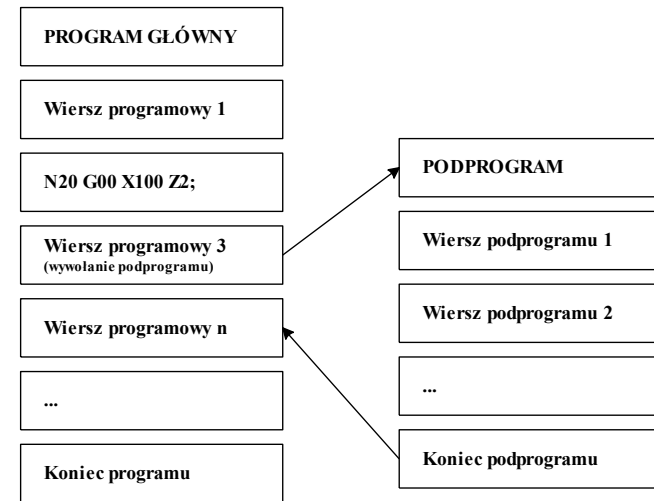 PROGRAM GŁÓWNY
Wiersz programowy 1
N20 G00 X100 Z2;
Wiersz programowy 3
(wywolanie podprogramu)
Wiersz programowy n
...
Koniec programu
PODPROGRAM
Wiersz podprogramu 1
Wiersz podprogramu 2
...
Koniec podprogramu